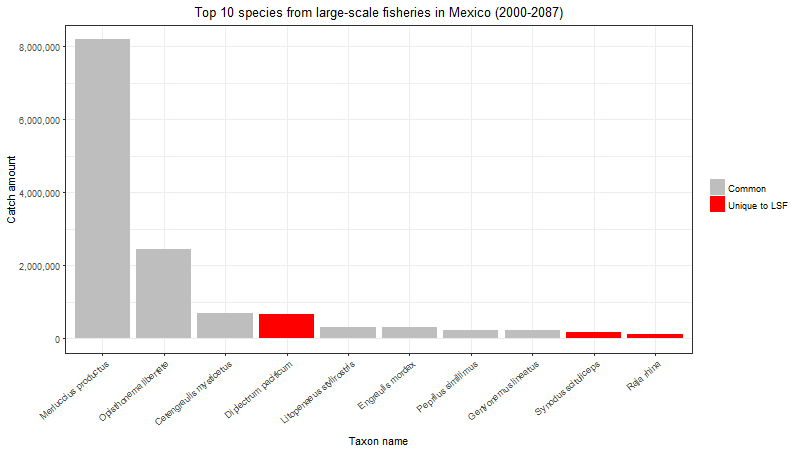 Top 10 species from large-scale fisheries in Mexico (2000-2087)
Catch amount
8,000,000
6,000,000
4,000,000
2,000,000
0
Merluccius productus
Opisthonema libertate
Cetengraulis mysticetus
Diplectrum pacificum
Litopenaeus stylirostris
Engraulis mordax
Peprilus simillimus
Genyonemus lineatus
Synodus scituliceps
Raja rhina
Taxon name
Common
Unique to LSF